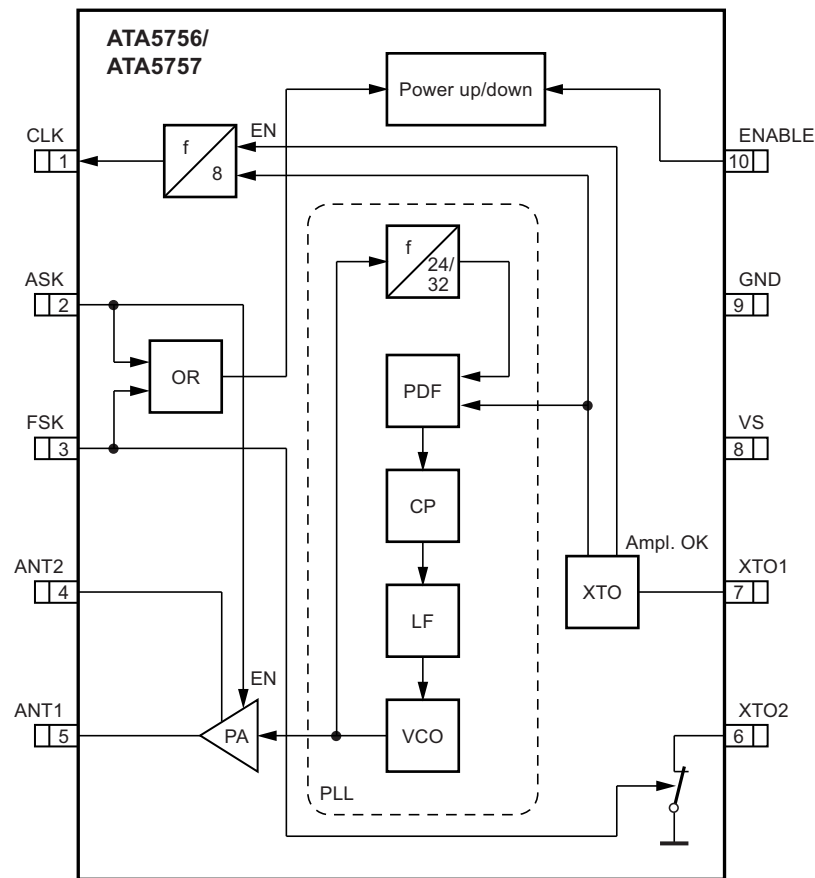 ATA5756/
ATA5757
Power up/down
CLK
1
f
8
EN
ENABLE
10
ASK
2
f
24/
32
GND
9
OR
PDF
FSK
3
VS
8
CP
Ampl. OK
ANT2
4
LF
XTO
XTO1
7
EN
ANT1
5
PA
VCO
XTO2
6
PLL